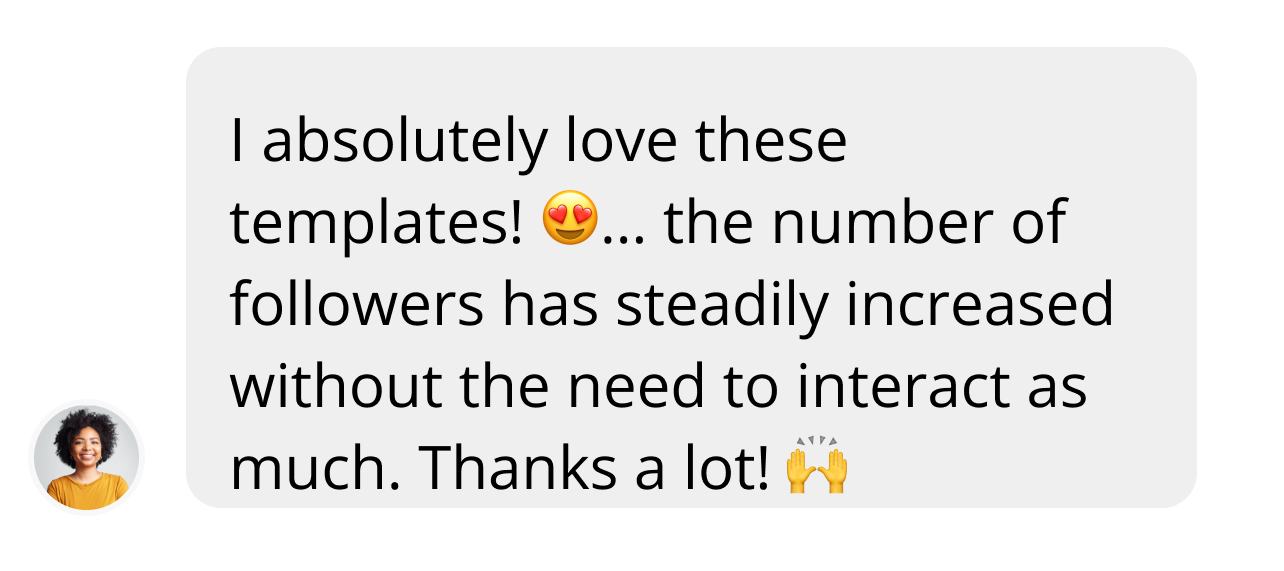 I absolutely love these
templates! 😍... the number of
followers has steadily increased
without the need to interact as
much. Thanks a lot! 🙌